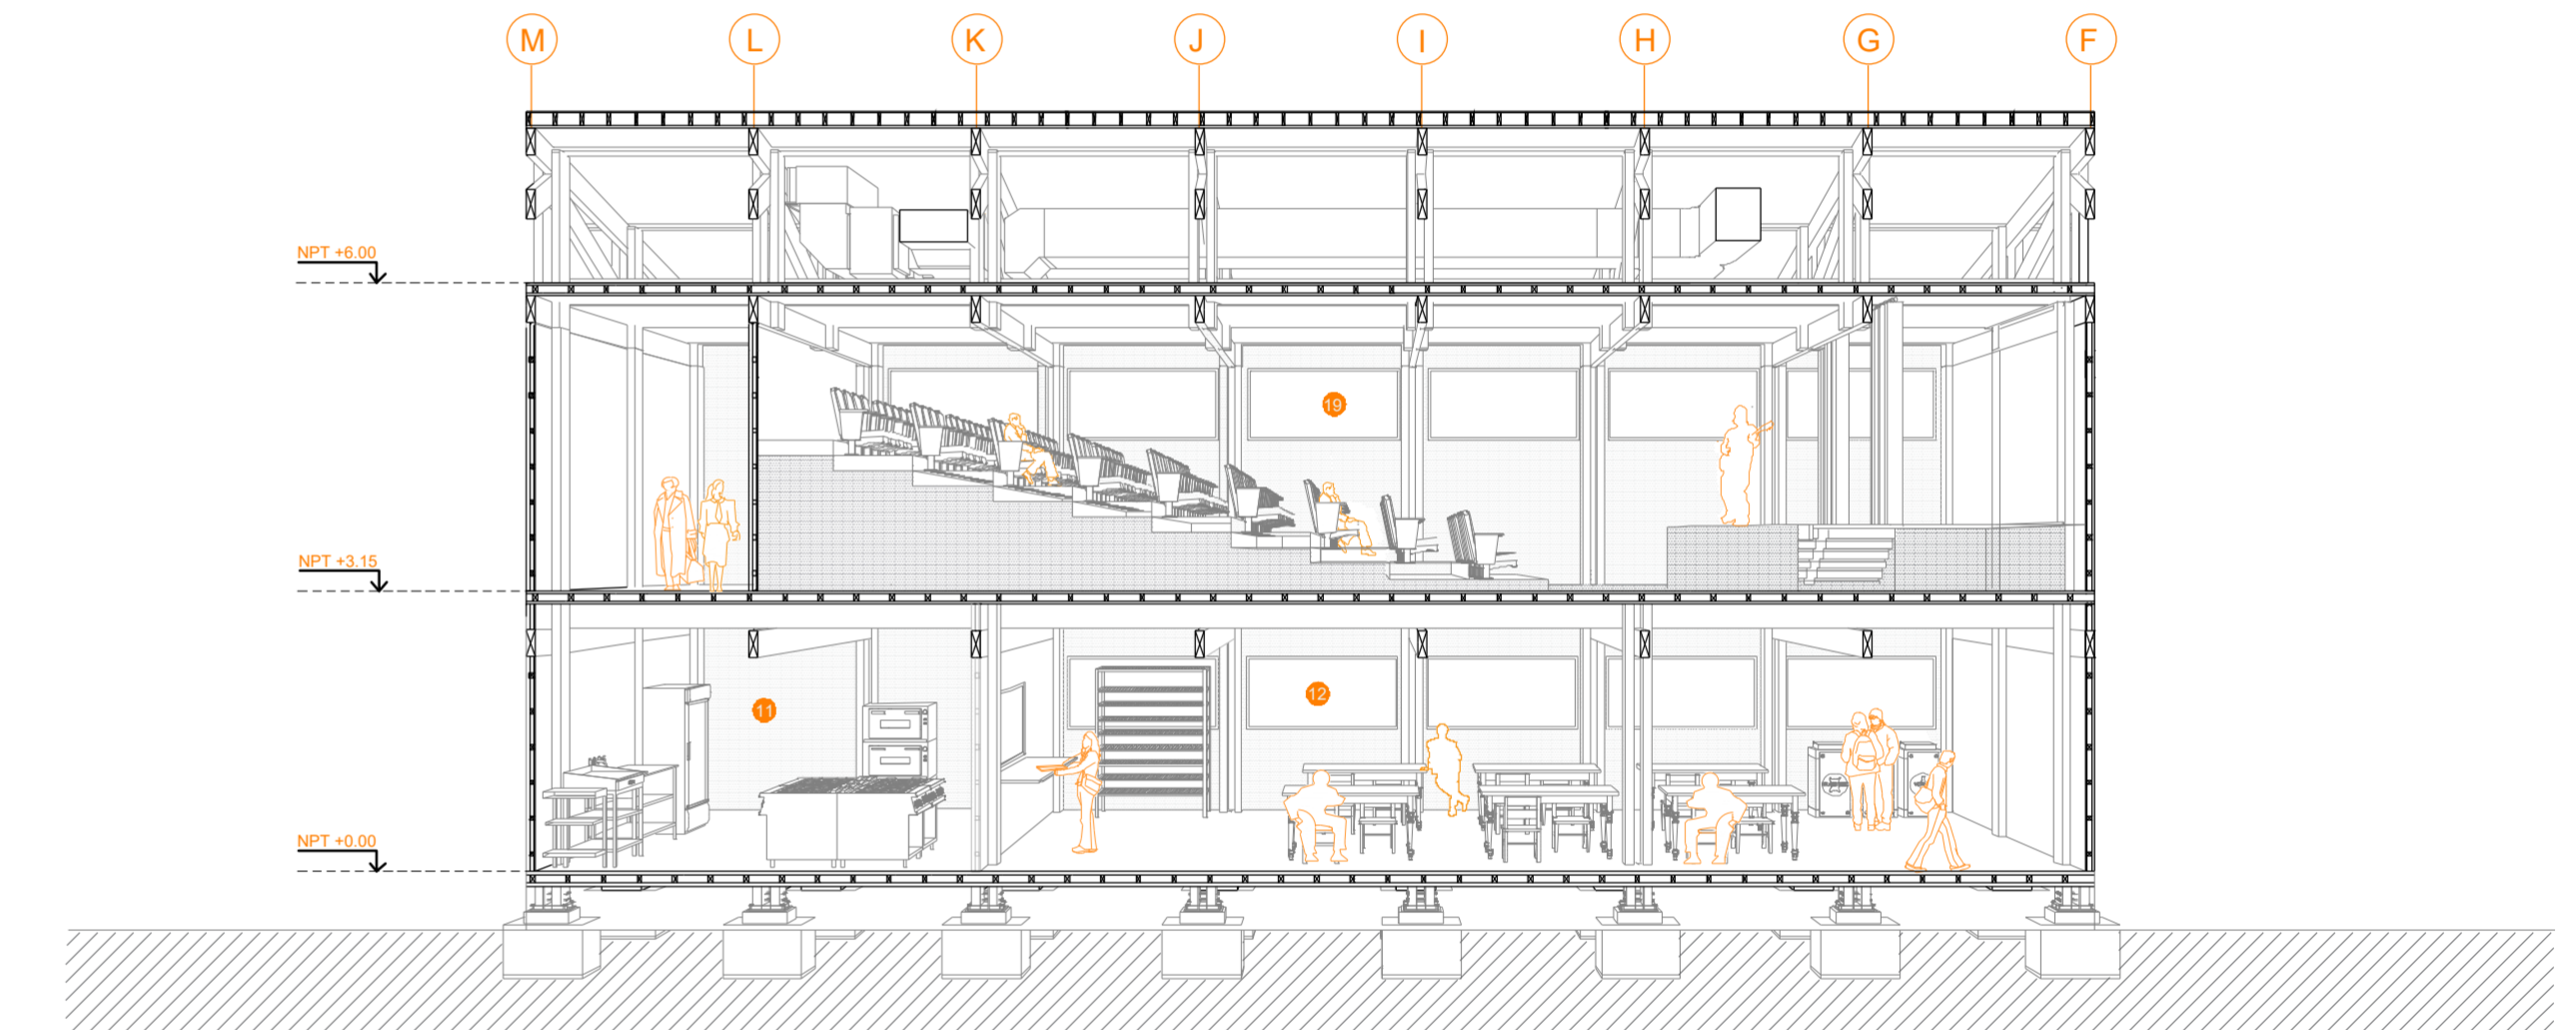 M L K J I H G F
NPT +6.00
19
NPT +3.15
12
11
NPT +0.00